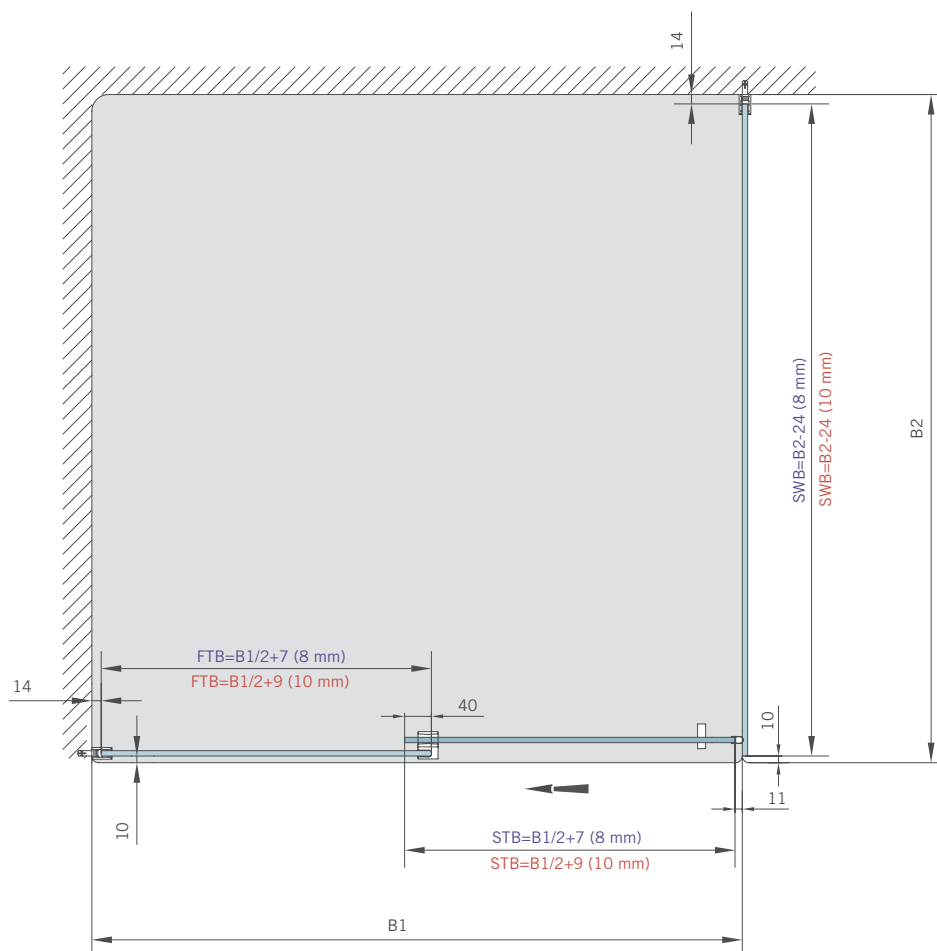 14
SWB=B2-24 (8 mm)
SWB=B2-24 (10 mm)
B2
FTB=B1/2+7 (8 mm)
FTB=B1/2+9 (10 mm)
14
40
10
10
11
STB=B1/2+7 (8 mm)
STB=B1/2+9 (10 mm)
B1